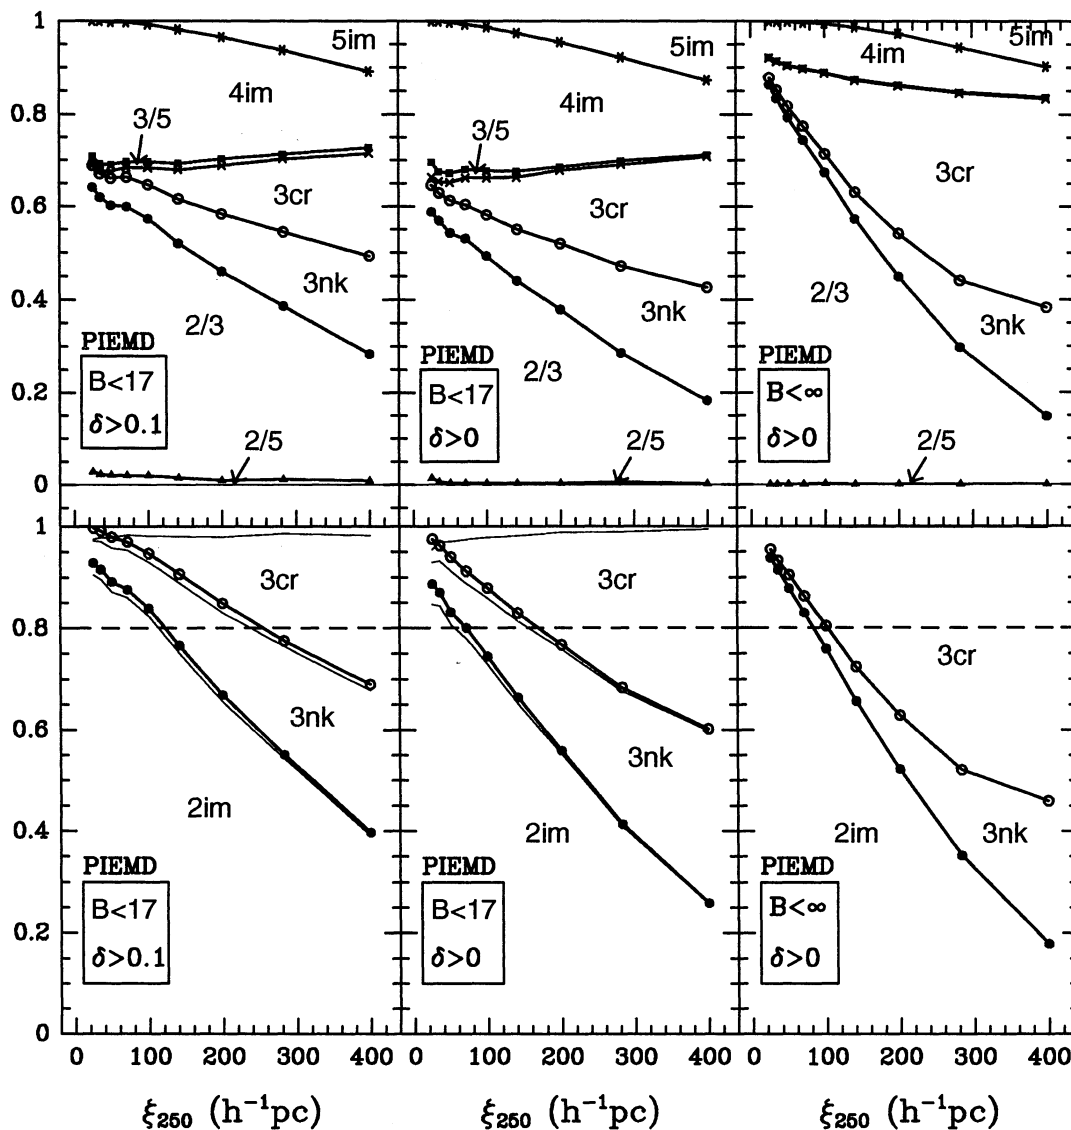 1
0.8
0.6
0.4
0.2
0
5im
4im
3/5
3cr
3nk
2/3
PIEMD
B<17
δ>0.1
2/5
5im
4im
3/5
3cr
3nk
2/3
PIEMD
B<17
δ>0
2/5
5im
4im
3cr
3nk
2/3
PIEMD
B<∞
δ>0
2/5
1
0.8
0.6
0.4
0.2
0
3cr
3nk
2im
PIEMD
B<17
δ>0.1
3cr
3nk
2im
PIEMD
B<17
δ>0
3cr
3nk
2im
PIEMD
B<∞
δ>0
0 100 200 300 400
0 100 200 300 400
0 100 200 300 400
ξ₂₅₀ (h⁻¹pc)
ξ₂₅₀ (h⁻¹pc)
ξ₂₅₀ (h⁻¹pc)